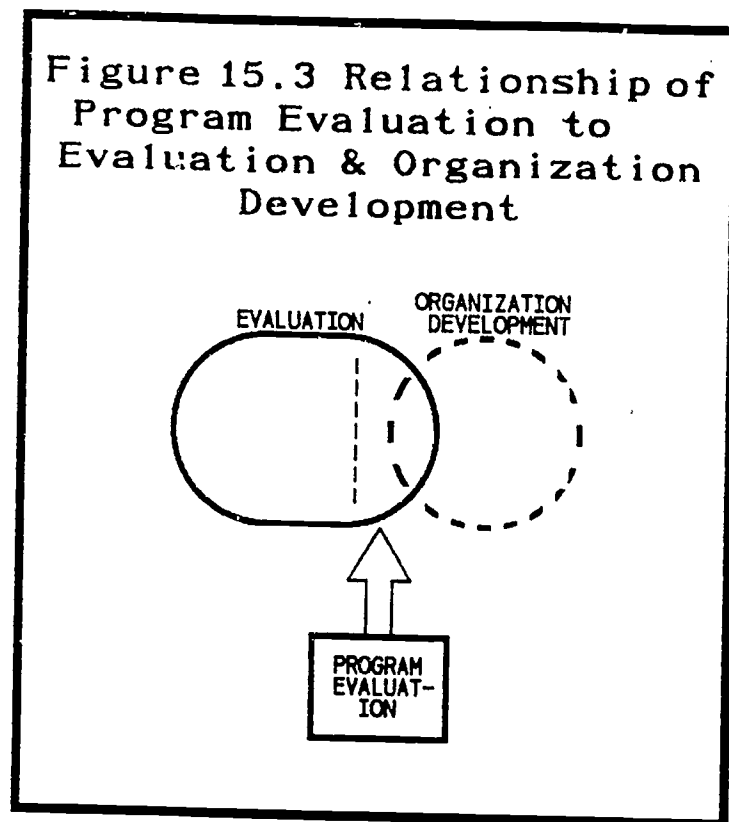 Figure 15.3 Relationship of
Program Evaluation to
Evaluation & Organization
Development
EVALUATION
ORGANIZATION
DEVELOPMENT
PROGRAM
EVALUAT-
ION